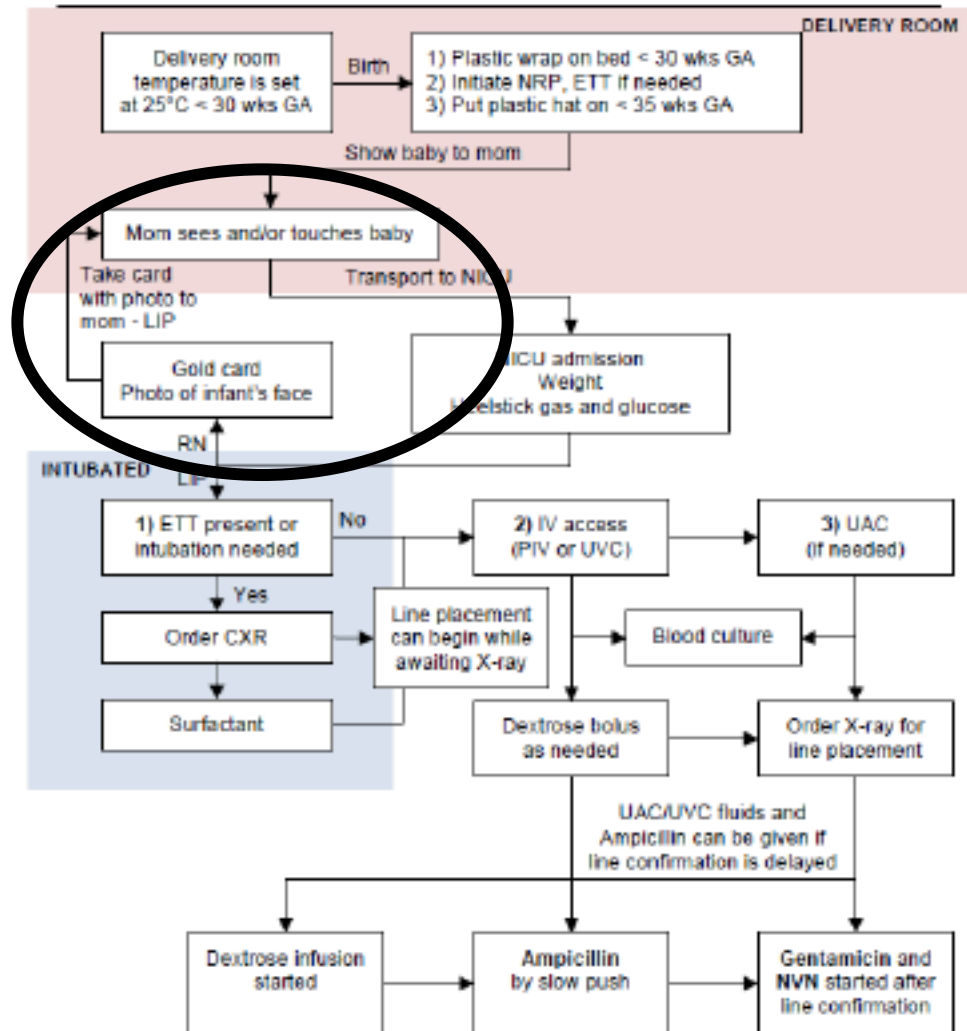 DELIVERY ROOM
Delivery room
temperature is set
at 25°C < 30 wks GA
Birth
1) Plastic wrap on bed < 30 wks GA
2) Initiate NRP, ETT if needed
3) Put plastic hat on < 35 wks GA
Show baby to mom
Mom sees and/or touches baby
Take card
with photo to
mom - LIP
Transport to NICU
Gold card
Photo of infant's face
NICU admission
Weight
Heelstick gas and glucose
RN
INTUBATED
LIP
1) ETT present or
intubation needed
No
2) IV access
(PIV or UVC)
3) UAC
(if needed)
Yes
Order CXR
Line placement
can begin while
awaiting X-ray
Blood culture
Surfactant
Dextrose bolus
as needed
Order X-ray for
line placement
UAC/UVC fluids and
Ampicillin can be given if
line confirmation is delayed
Dextrose infusion
started
Ampicillin
by slow push
Gentamicin and
NVN started after
line confirmation